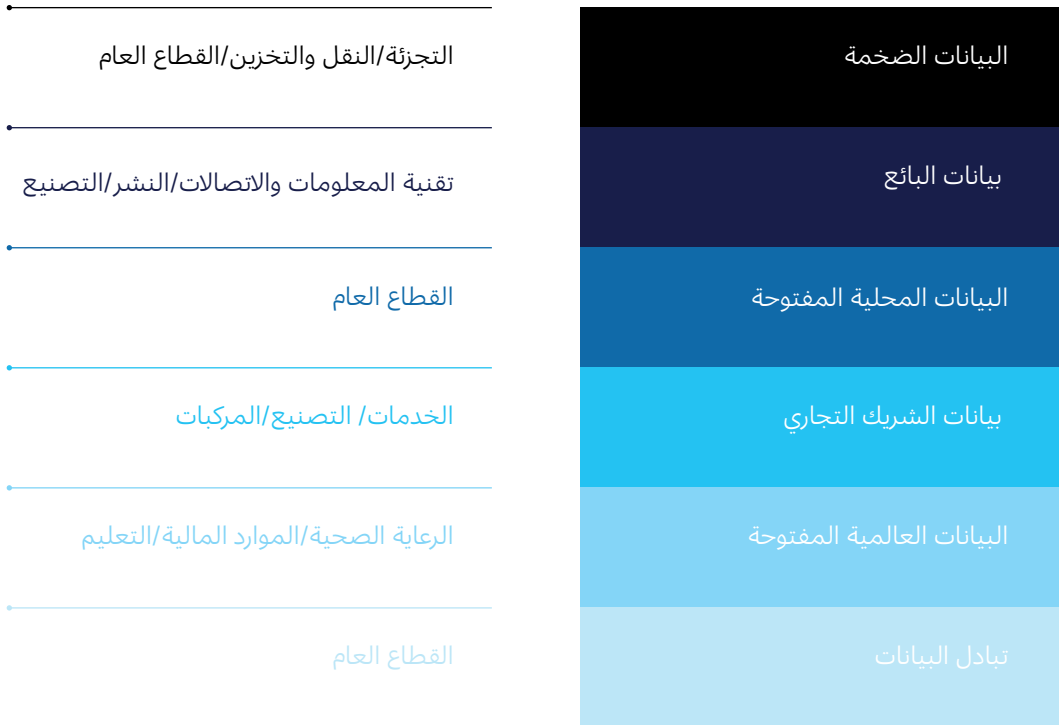 البيانات الضخمة
التجزئة/النقل والتخزين/القطاع العام
بيانات البائع
تقنية المعلومات والاتصالات/النشر/التصنيع
البيانات المحلية المفتوحة
القطاع العام
بيانات الشريك التجاري
الخدمات/ التصنيع/المركبات
البيانات العالمية المفتوحة
الرعاية الصحية/الموارد المالية/التعليم
تبادل البيانات
القطاع العام